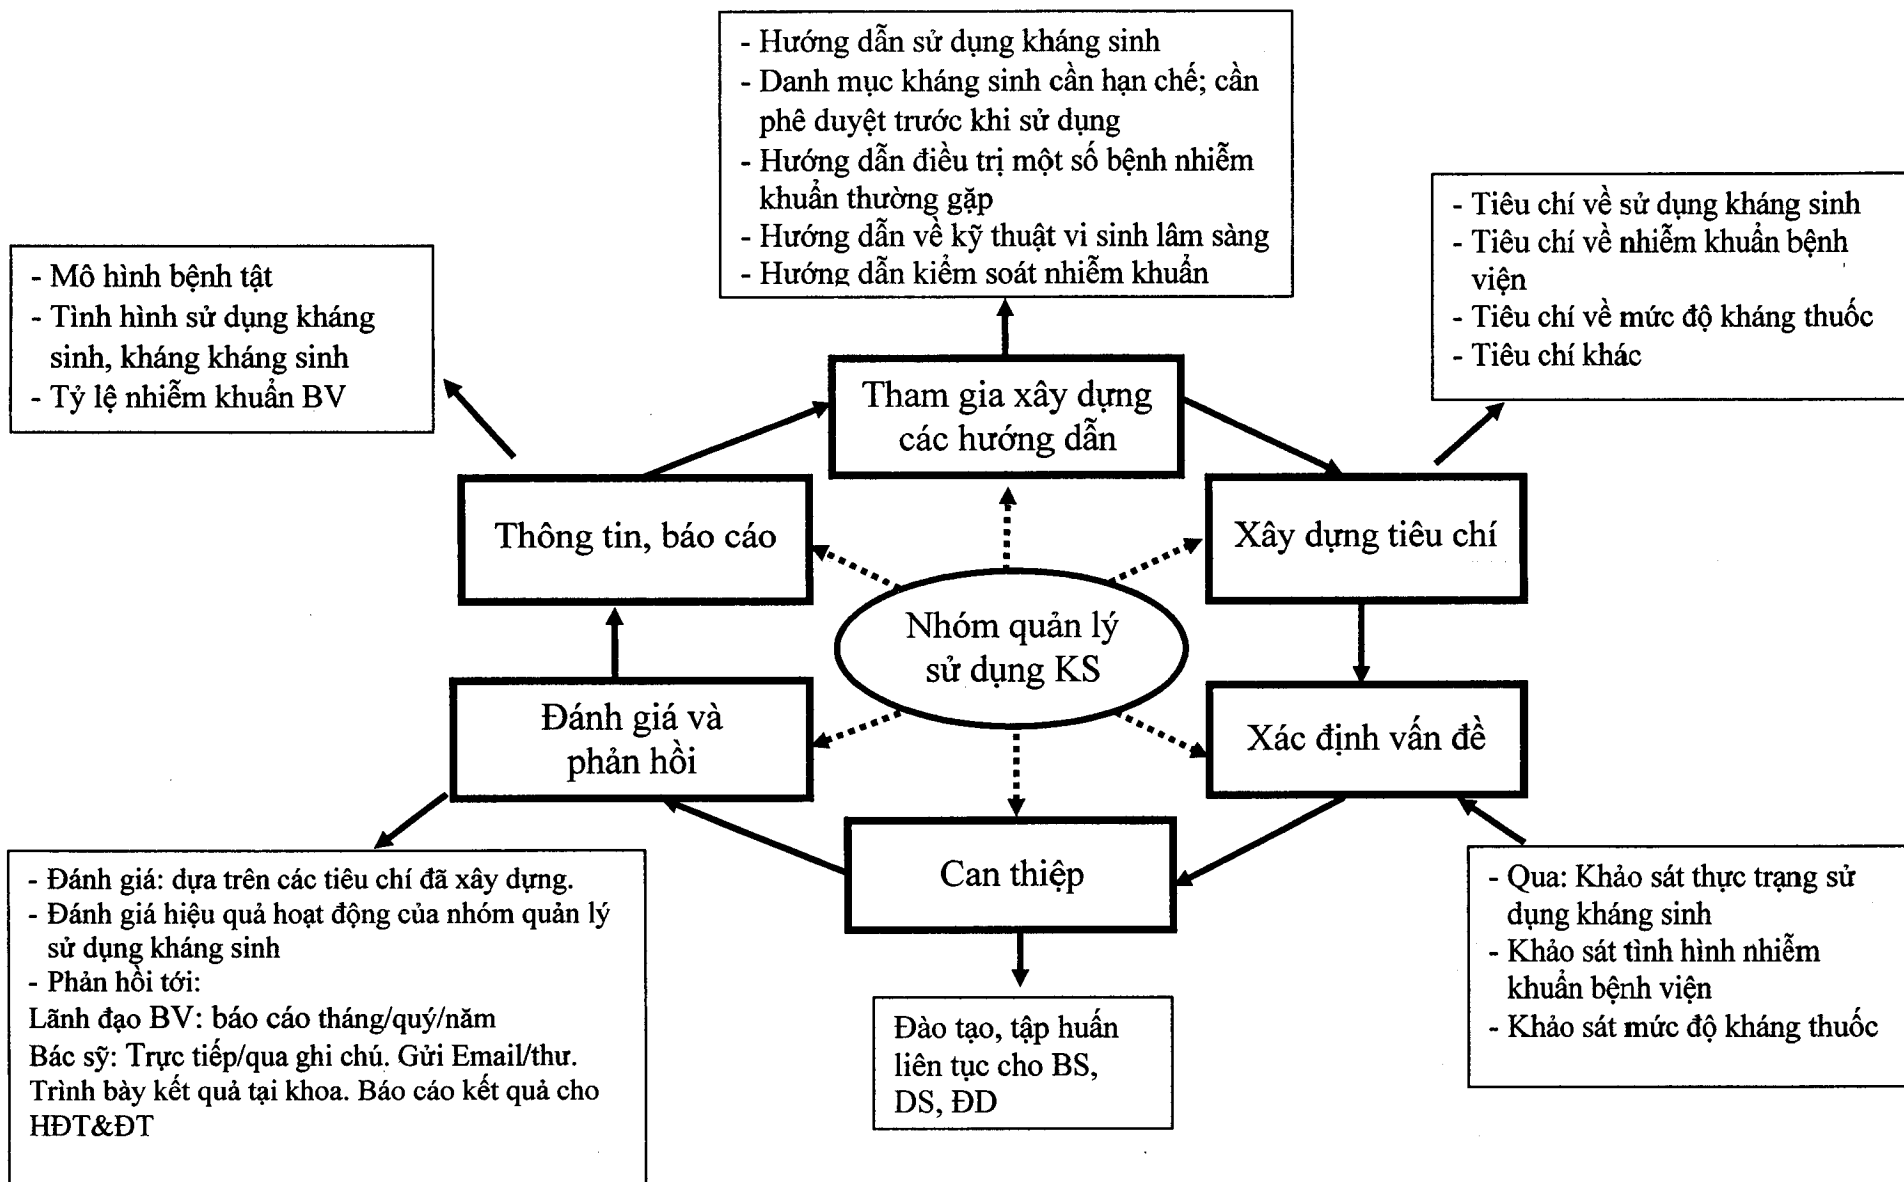 - Hướng dẫn sử dụng kháng sinh
- Danh mục kháng sinh cần hạn chế; cần
phê duyệt trước khi sử dụng
- Hướng dẫn điều trị một số bệnh nhiễm
khuẩn thường gặp
- Hướng dẫn về kỹ thuật vi sinh lâm sàng
- Hướng dẫn kiểm soát nhiễm khuẩn
- Tiêu chí về sử dụng kháng sinh
- Tiêu chí về nhiễm khuẩn bệnh
viện
- Tiêu chí về mức độ kháng thuốc
- Tiêu chí khác
- Mô hình bệnh tật
- Tình hình sử dụng kháng
sinh, kháng kháng sinh
- Tỷ lệ nhiễm khuẩn BV
Tham gia xây dựng
các hướng dẫn
Thông tin, báo cáo
Xây dựng tiêu chí
Nhóm quản lý
sử dụng KS
Đánh giá và
phản hồi
Xác định vấn đề
Can thiệp
- Đánh giá: dựa trên các tiêu chí đã xây dựng.
- Đánh giá hiệu quả hoạt động của nhóm quản lý
sử dụng kháng sinh
- Phản hồi tới:
Lãnh đạo BV: báo cáo tháng/quý/năm
Bác sỹ: Trực tiếp/qua ghi chú. Gửi Email/thư.
Trình bày kết quả tại khoa. Báo cáo kết quả cho
HĐT&ĐT
Đào tạo, tập huấn
liên tục cho BS,
DS, ĐD
- Qua: Khảo sát thực trạng sử
dụng kháng sinh
- Khảo sát tình hình nhiễm
khuẩn bệnh viện
- Khảo sát mức độ kháng thuốc